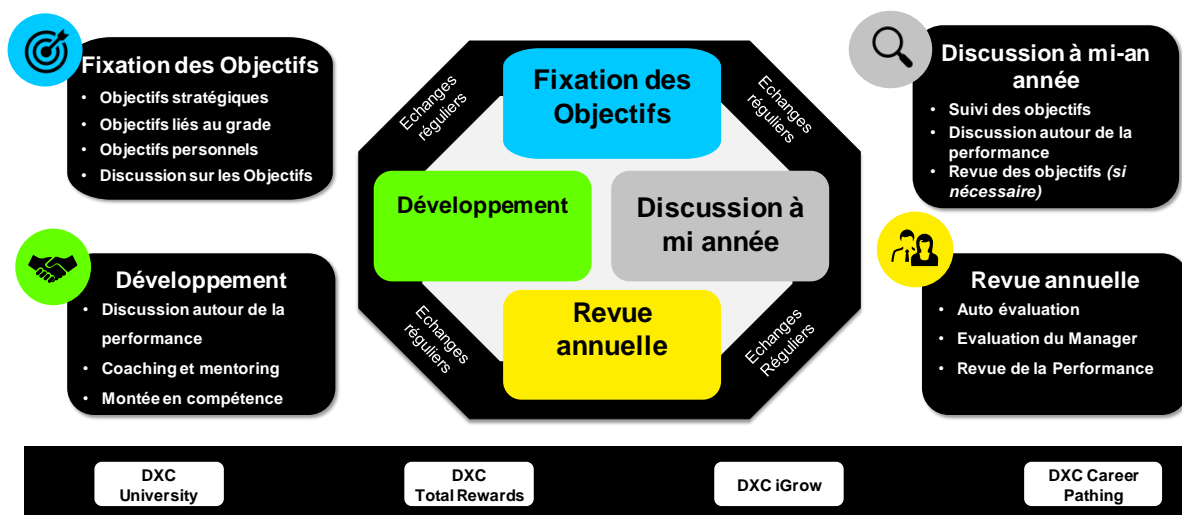 Fixation des Objectifs
• Objectifs stratégiques
• Objectifs liés au grade
• Objectifs personnels
• Discussion sur les Objectifs
Echanges
réguliers
Fixation des
Objectifs
Echanges
réguliers
Discussion à mi-an
année
• Suivi des objectifs
• Discussion autour de la
performance
• Revue des objectifs (si
nécessaire)
Développement
Discussion à
mi année
Développement
• Discussion autour de la
performance
• Coaching et mentoring
• Montée en compétence
Echanges
réguliers
Revue
annuelle
Echanges
Réguliers
Revue annuelle
• Auto évaluation
• Evaluation du Manager
• Revue de la Performance
DXC
University
DXC
Total Rewards
DXC iGrow
DXC Career
Pathing